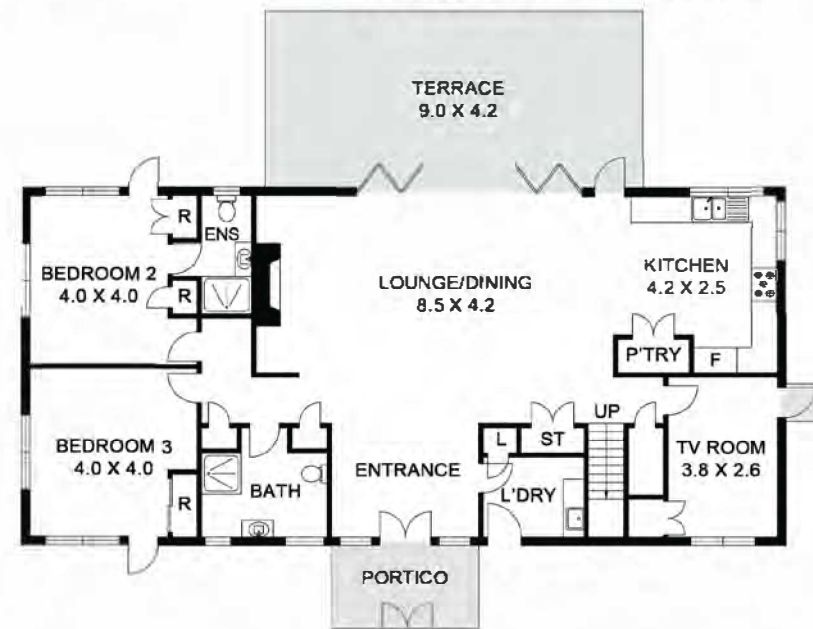 TERRACE
9.0 X 4.2
R
ENS
BEDROOM 2
4.0 X 4.0
R
LOUNGE/DINING
8.5 X 4.2
KITCHEN
4.2 X 2.5
P'TRY
F
UP
BEDROOM 3
4.0 X 4.0
R
BATH
ENTRANCE
L
ST
L'DRY
TV ROOM
3.8 X 2.6
PORTICO